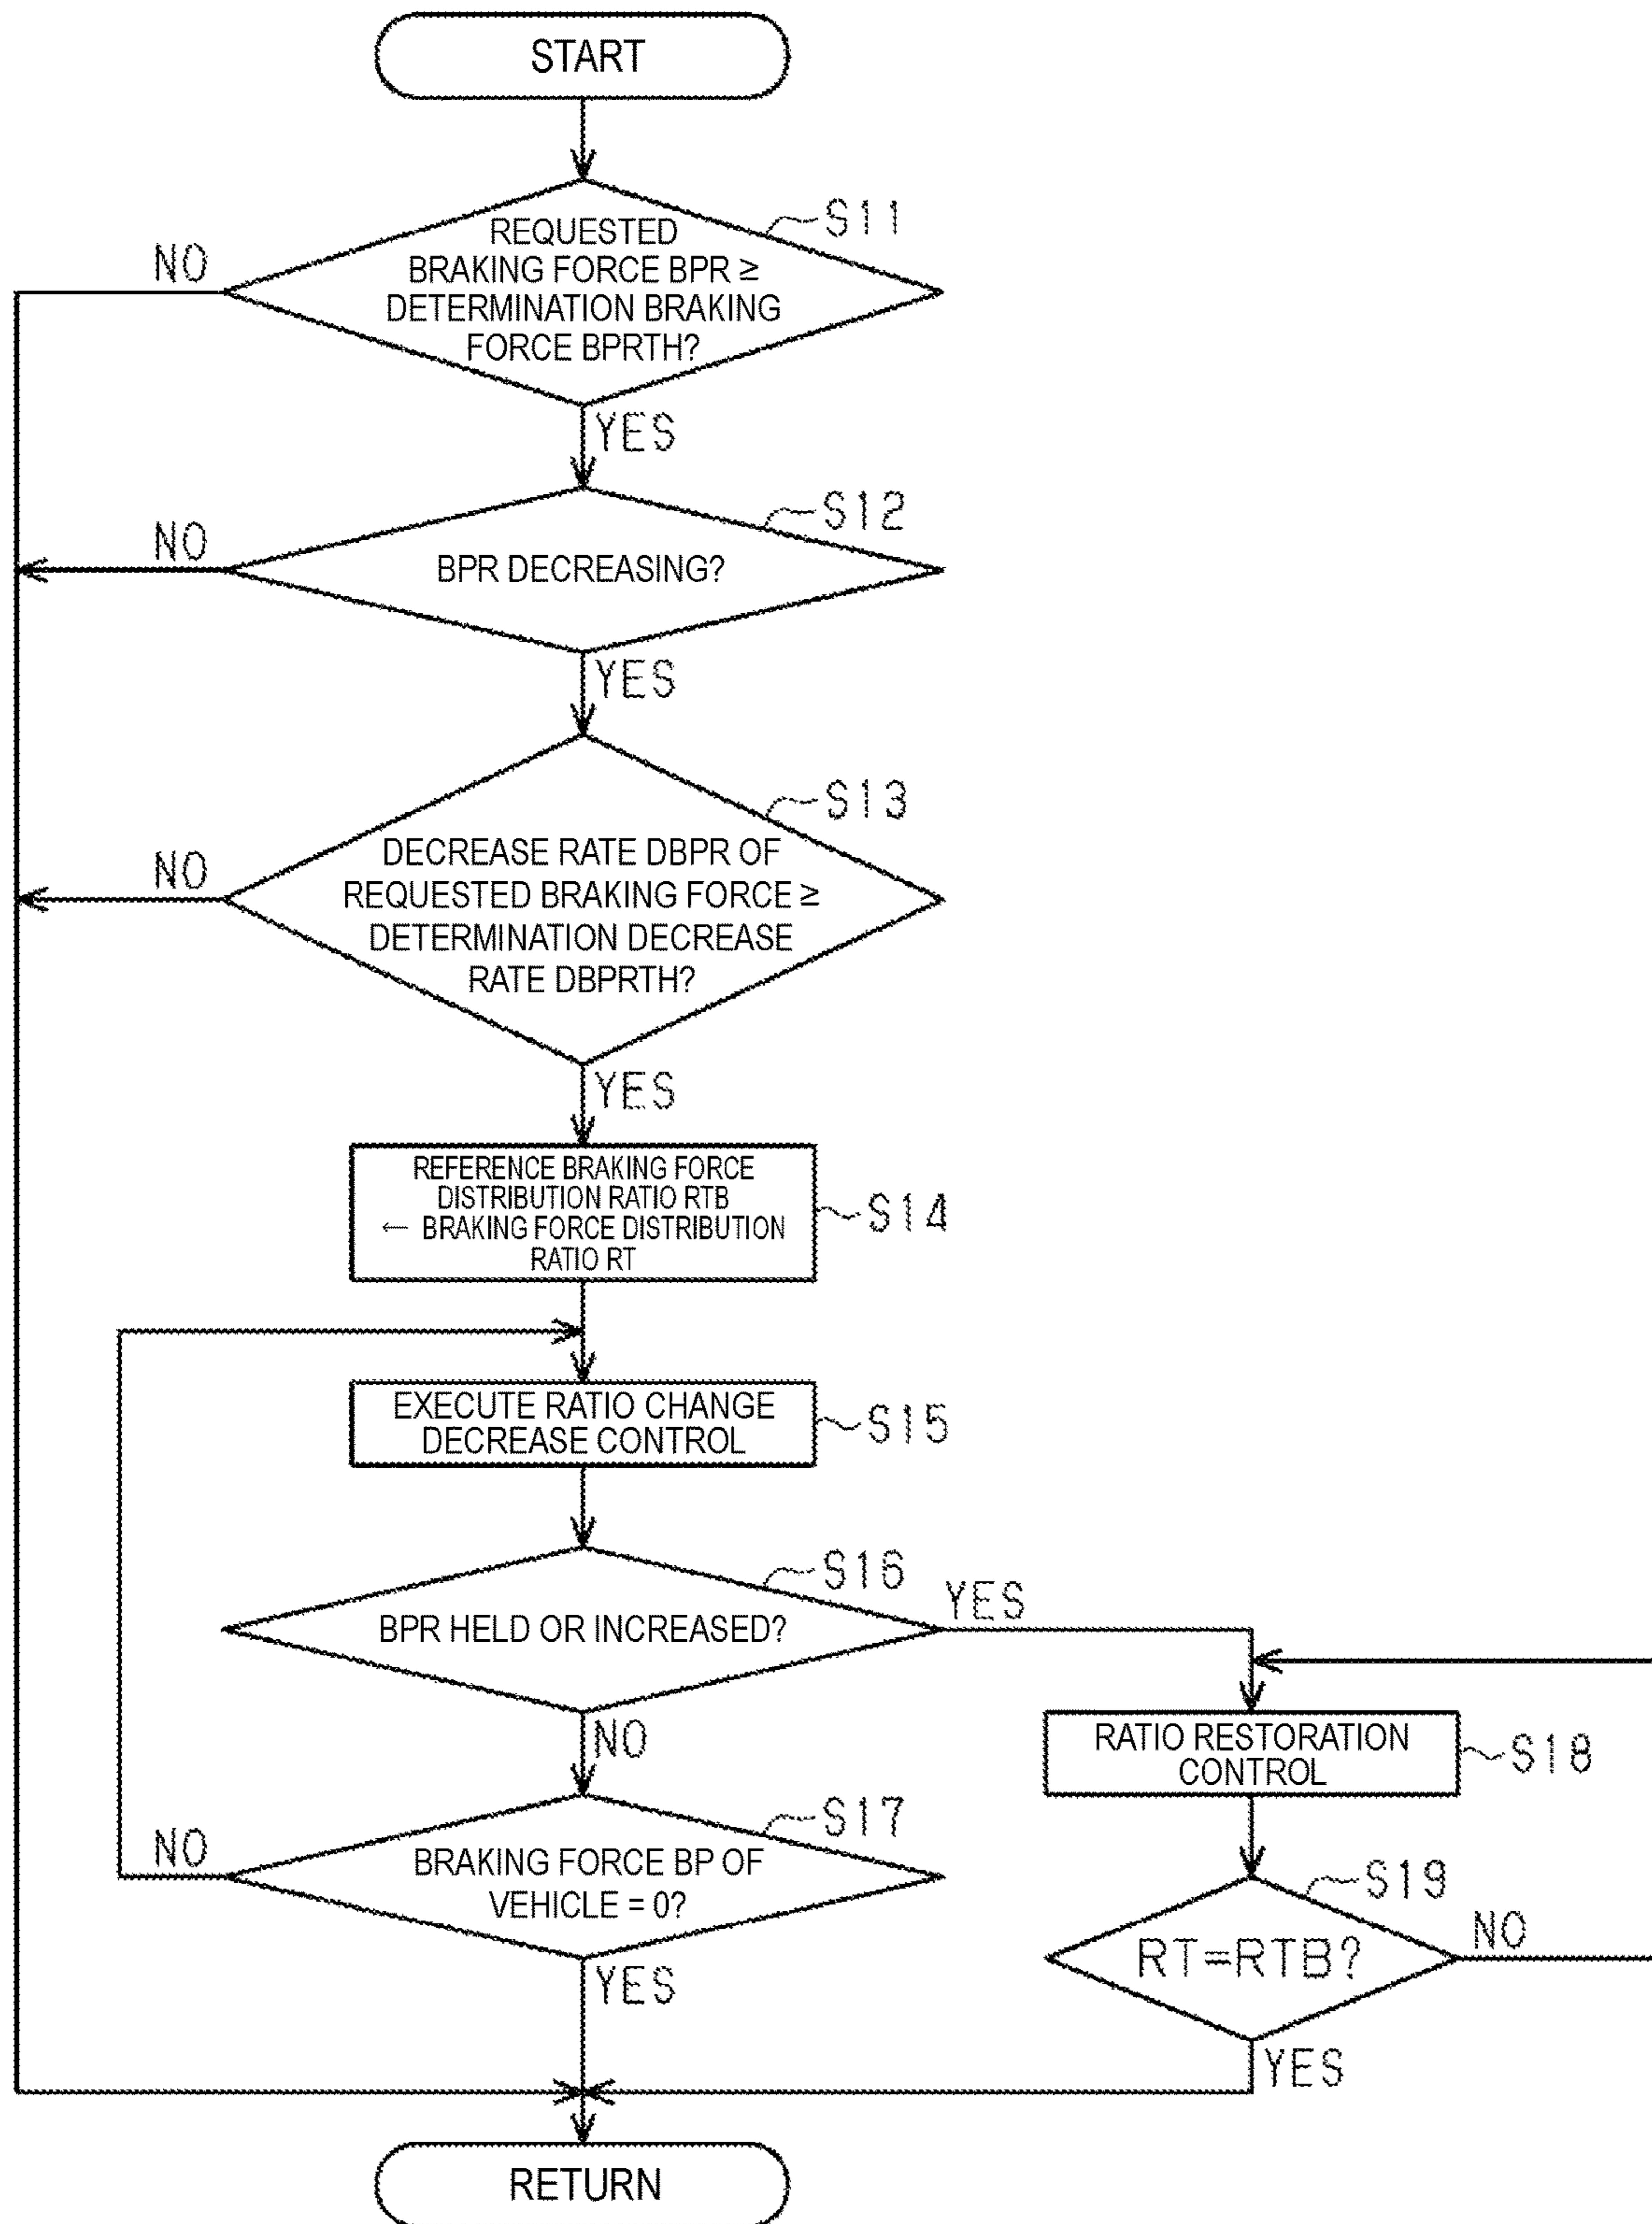 START
S11
REQUESTED
BRAKING FORCE BPR ≥
DETERMINATION BRAKING
FORCE BPRTH?
NO
YES
S12
BPR DECREASING?
NO
YES
S13
DECREASE RATE DBPR OF
REQUESTED BRAKING FORCE ≥
DETERMINATION DECREASE
RATE DBPRTH?
NO
YES
REFERENCE BRAKING FORCE
DISTRIBUTION RATIO RTB
← BRAKING FORCE DISTRIBUTION
RATIO RT
S14
EXECUTE RATIO CHANGE
DECREASE CONTROL
S15
S16
BPR HELD OR INCREASED?
YES
NO
RATIO RESTORATION
CONTROL
S18
S17
BRAKING FORCE BP OF
VEHICLE = 0?
NO
YES
S19
RT=RTB?
NO
YES
RETURN